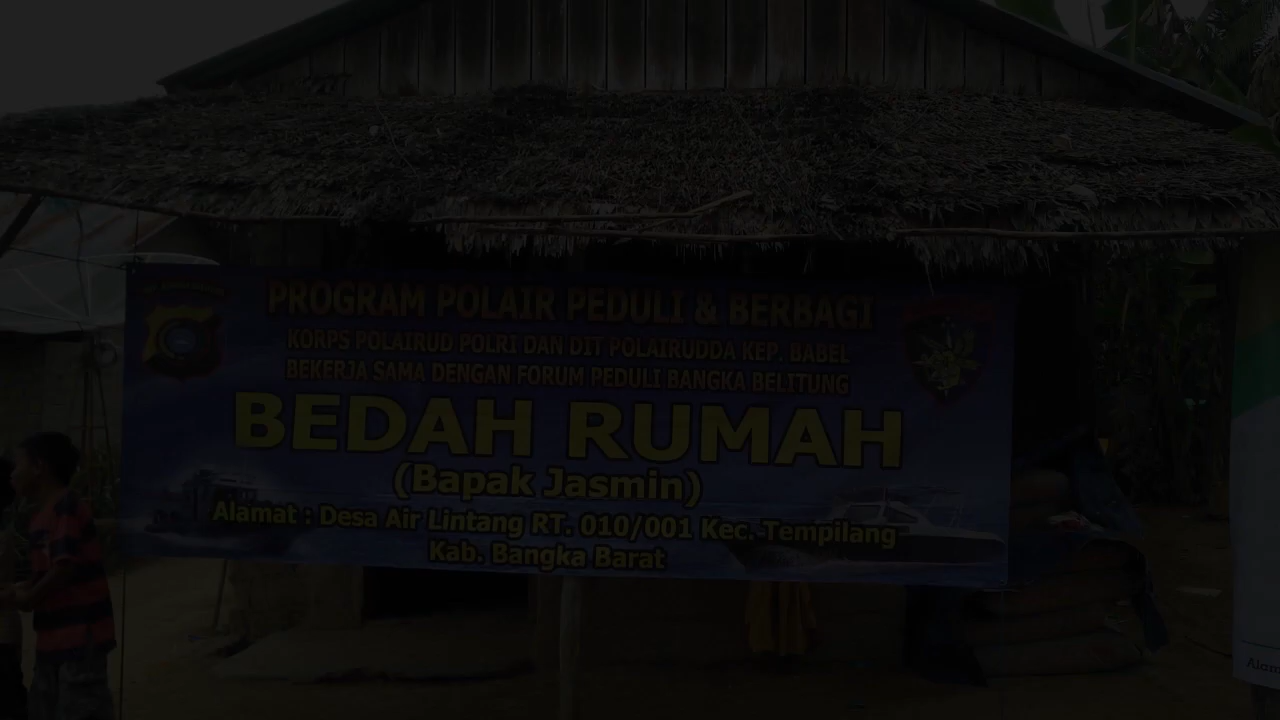 PROGRAM POLAIR PEDULI & BERBAGI
KORPS POLAIRUD POLRI DAN DIT POLAIRUDDA KEP. BABEL
BEKERJA SAMA DENGAN FORUM PEDULI BANGKA BELITUNG
BEDAH RUMAH
(Bapak Jasmin)
Alamat : Desa Air Lintang RT. 010/001 Kec. Tempilang
Kab. Bangka Barat